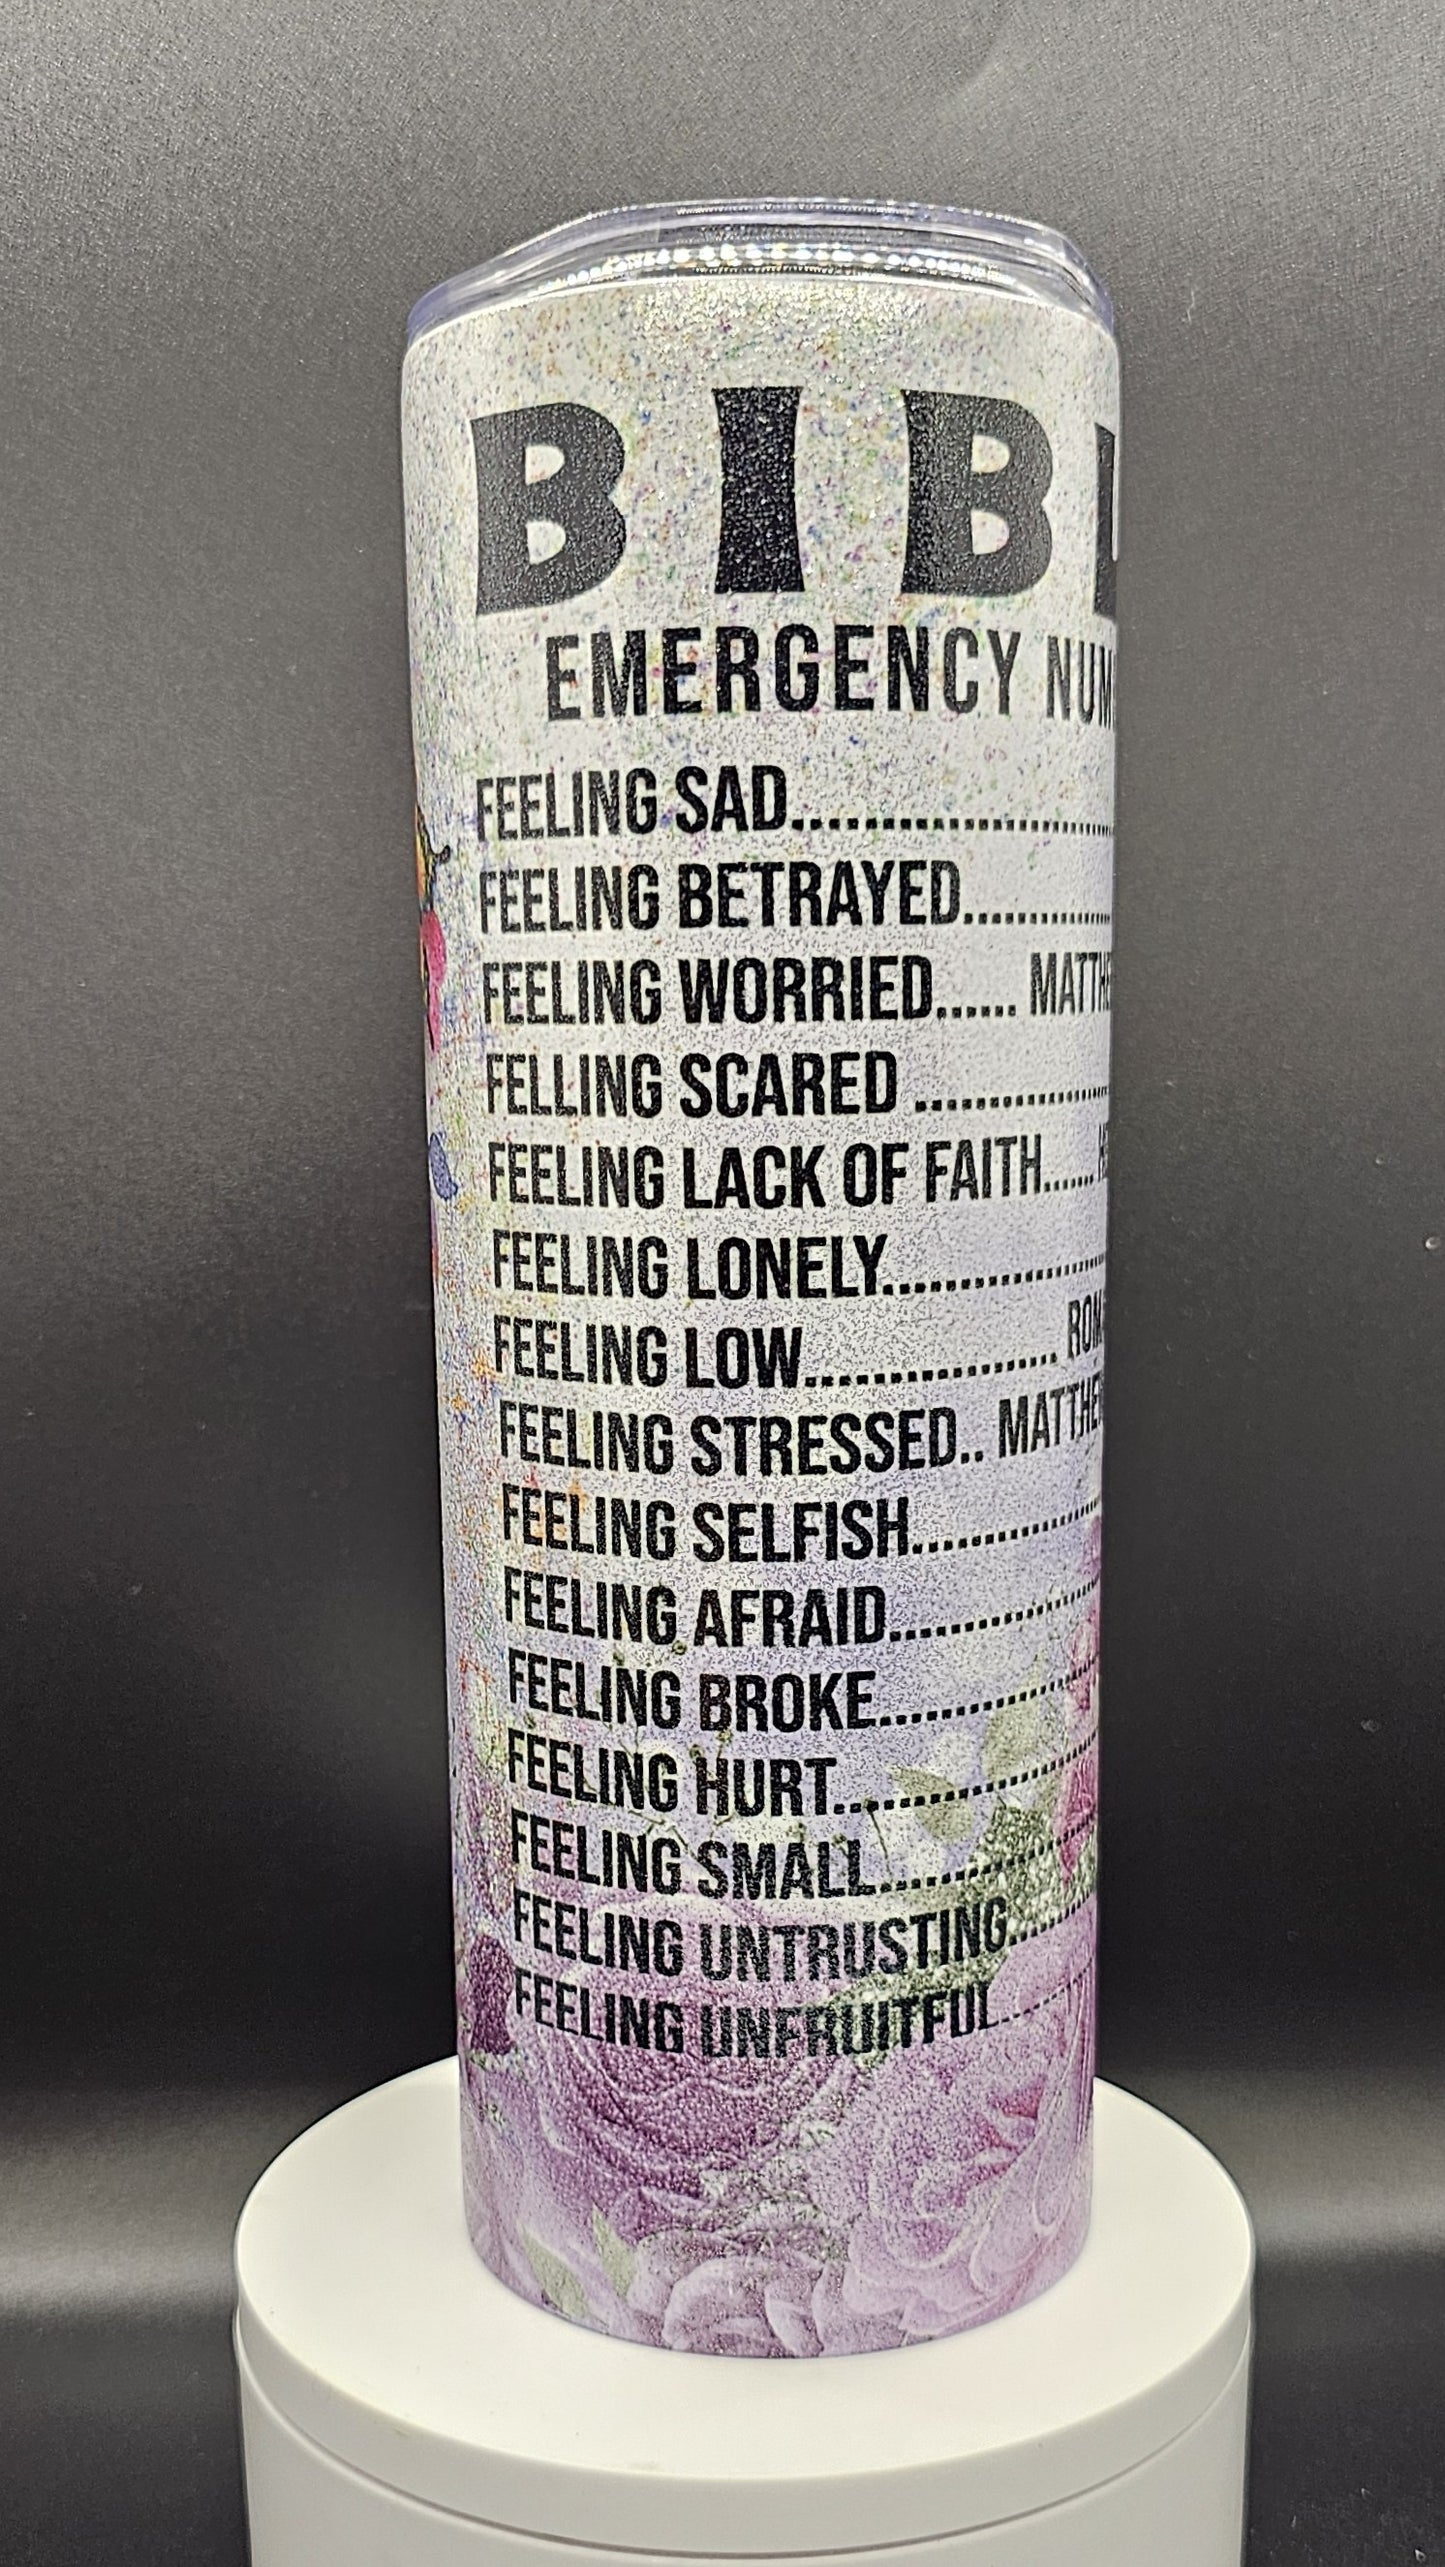 BIB
EMERGENCY NUM
FEELING SAD..............................
FEELING BETRAYED..............
FEELING WORRIED...... MATTHE
FELLING SCARED ....................
FEELING LACK OF FAITH......
FEELING LONELY....................
FEELING LOW.................... ROM
FEELING STRESSED.. MATTHE
FEELING SELFISH.................
FEELING AFRAID..................
FEELING BROKE...................
FEELING HURT......................
FEELING SMALL..................
FEELING UNTRUSTING........
FEELING UNFRUITFUL.........